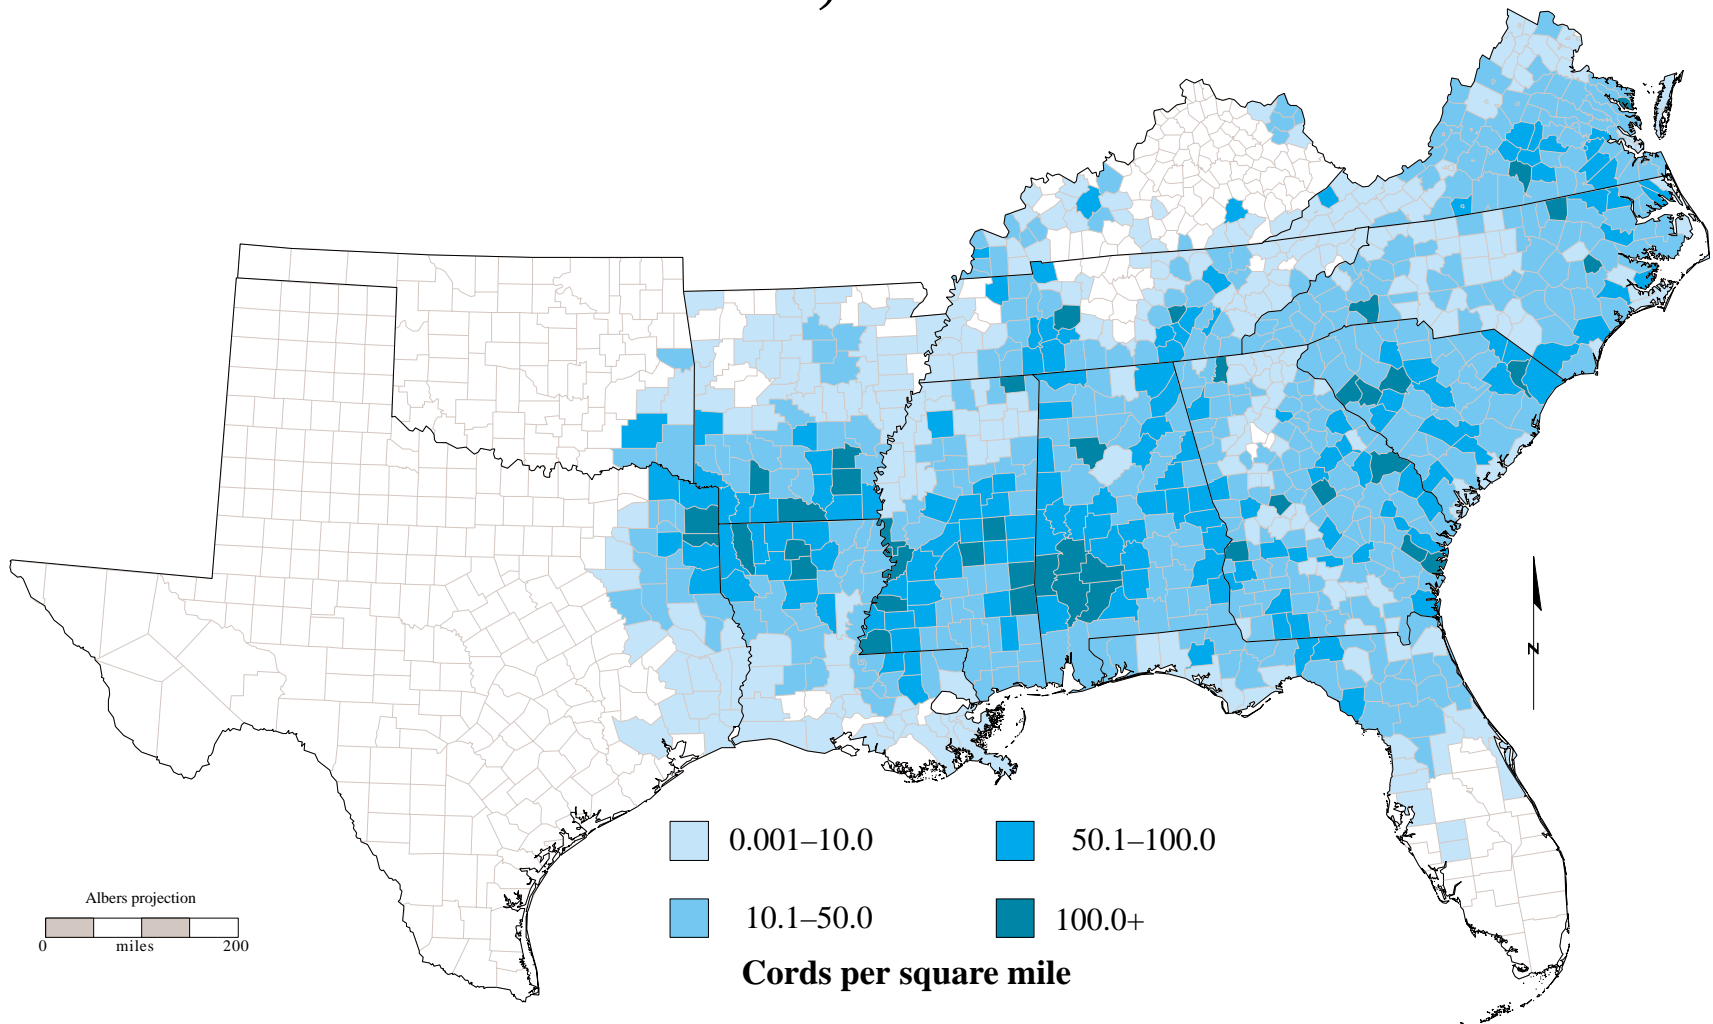 )
N
0.001–10.0
50.1–100.0
10.1–50.0
100.0+
Cords per square mile
Albers projection
0 miles 200